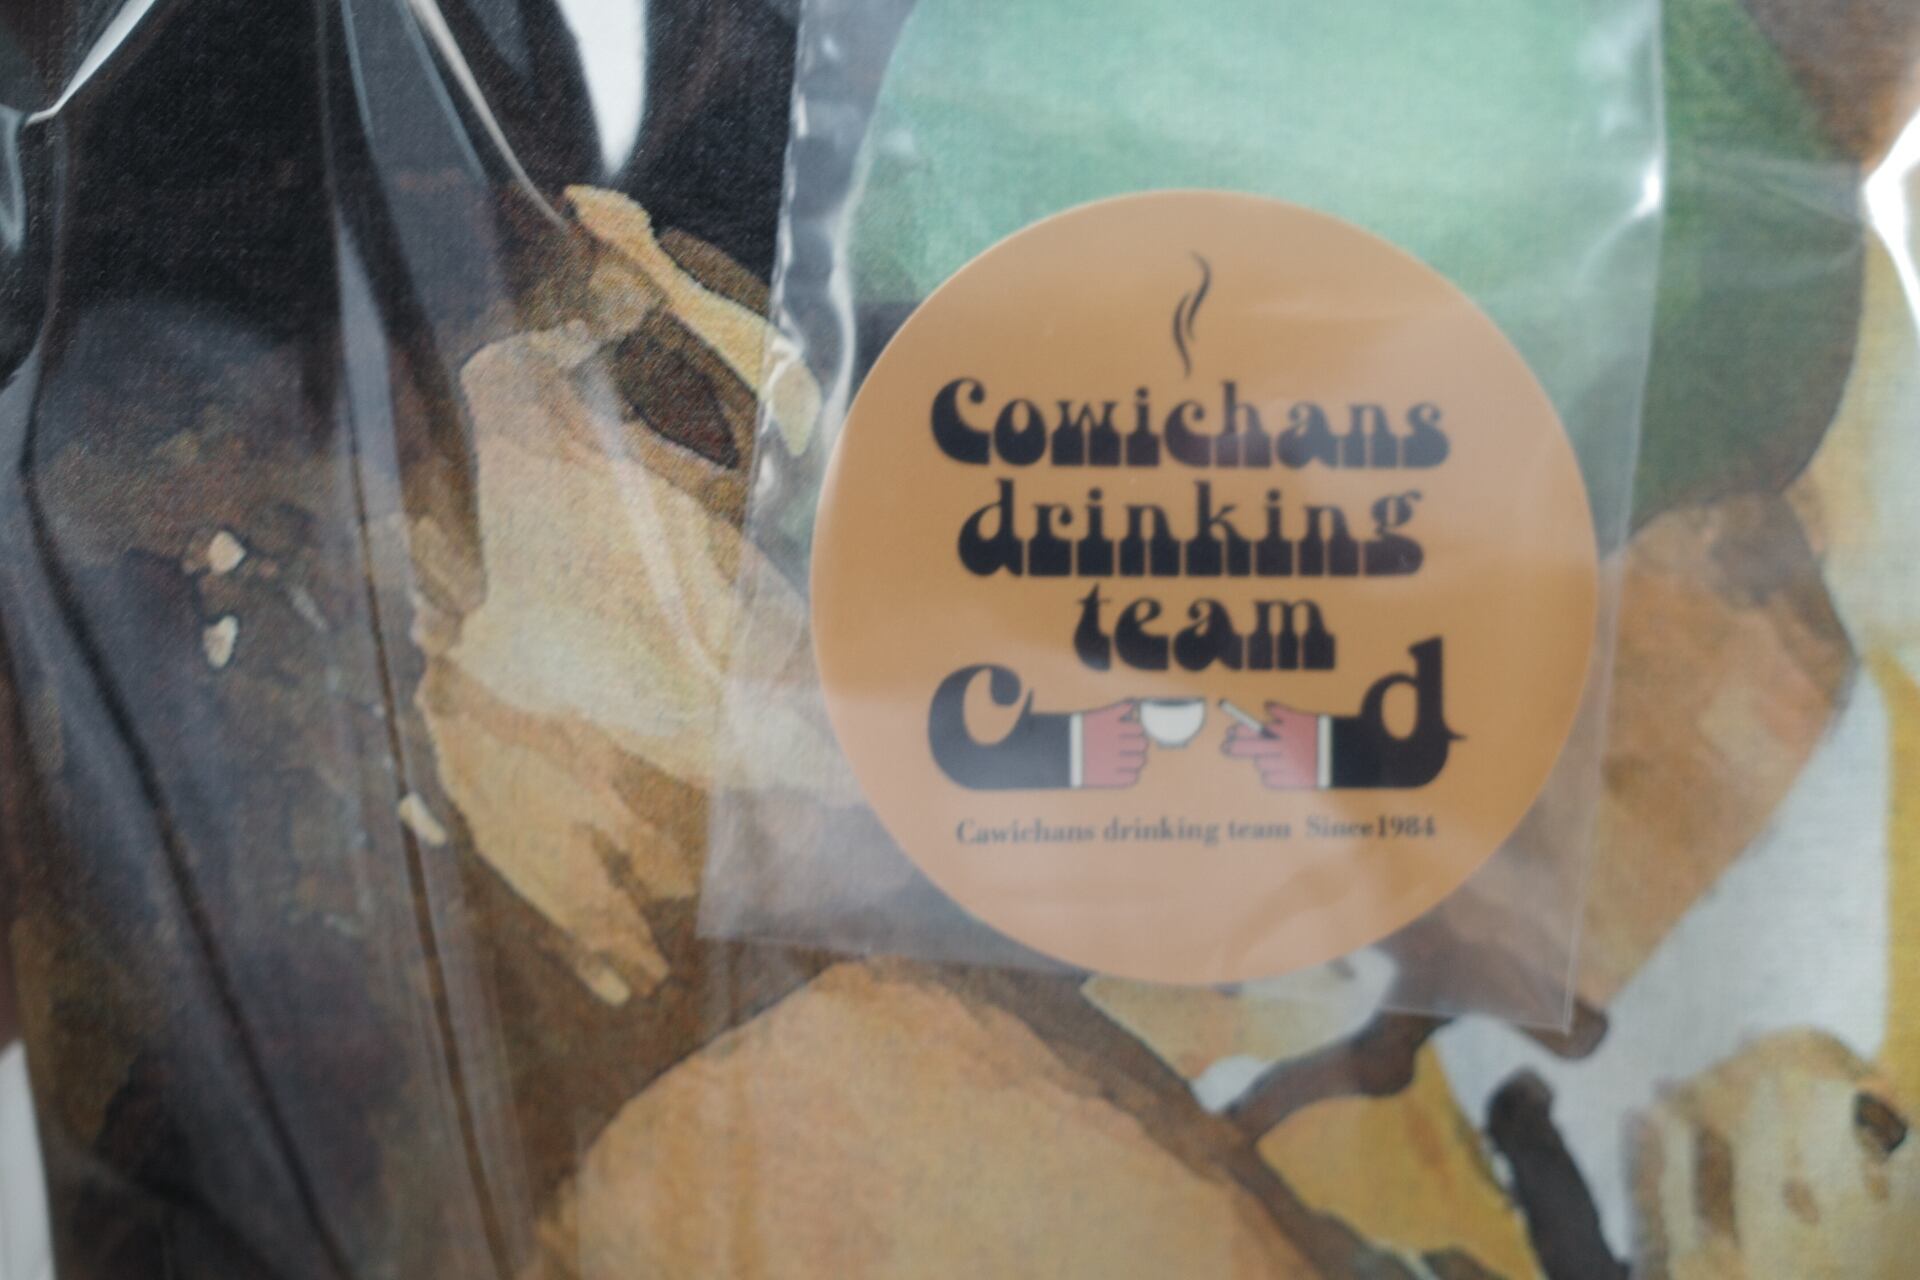 Cowichans
drinking
team
C d
Cawichans drinking team Since1984